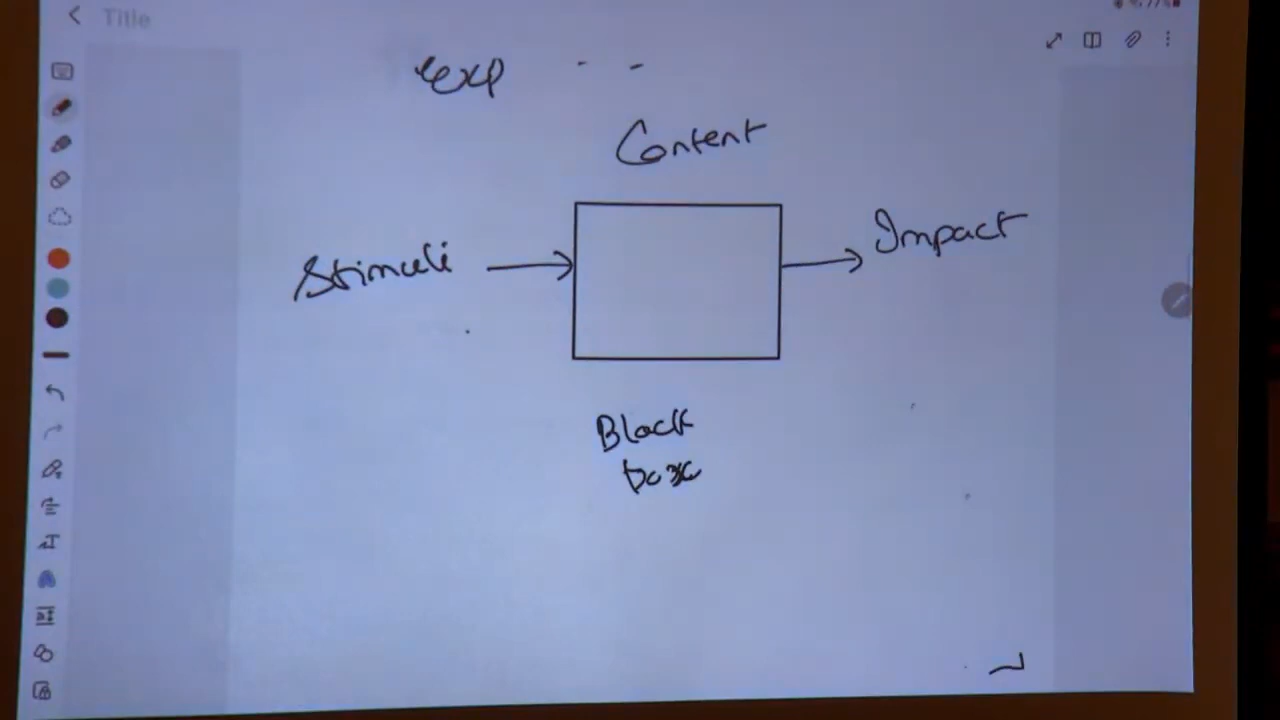 Title
exp - -
Content
Stimuli
Impact
Black
box